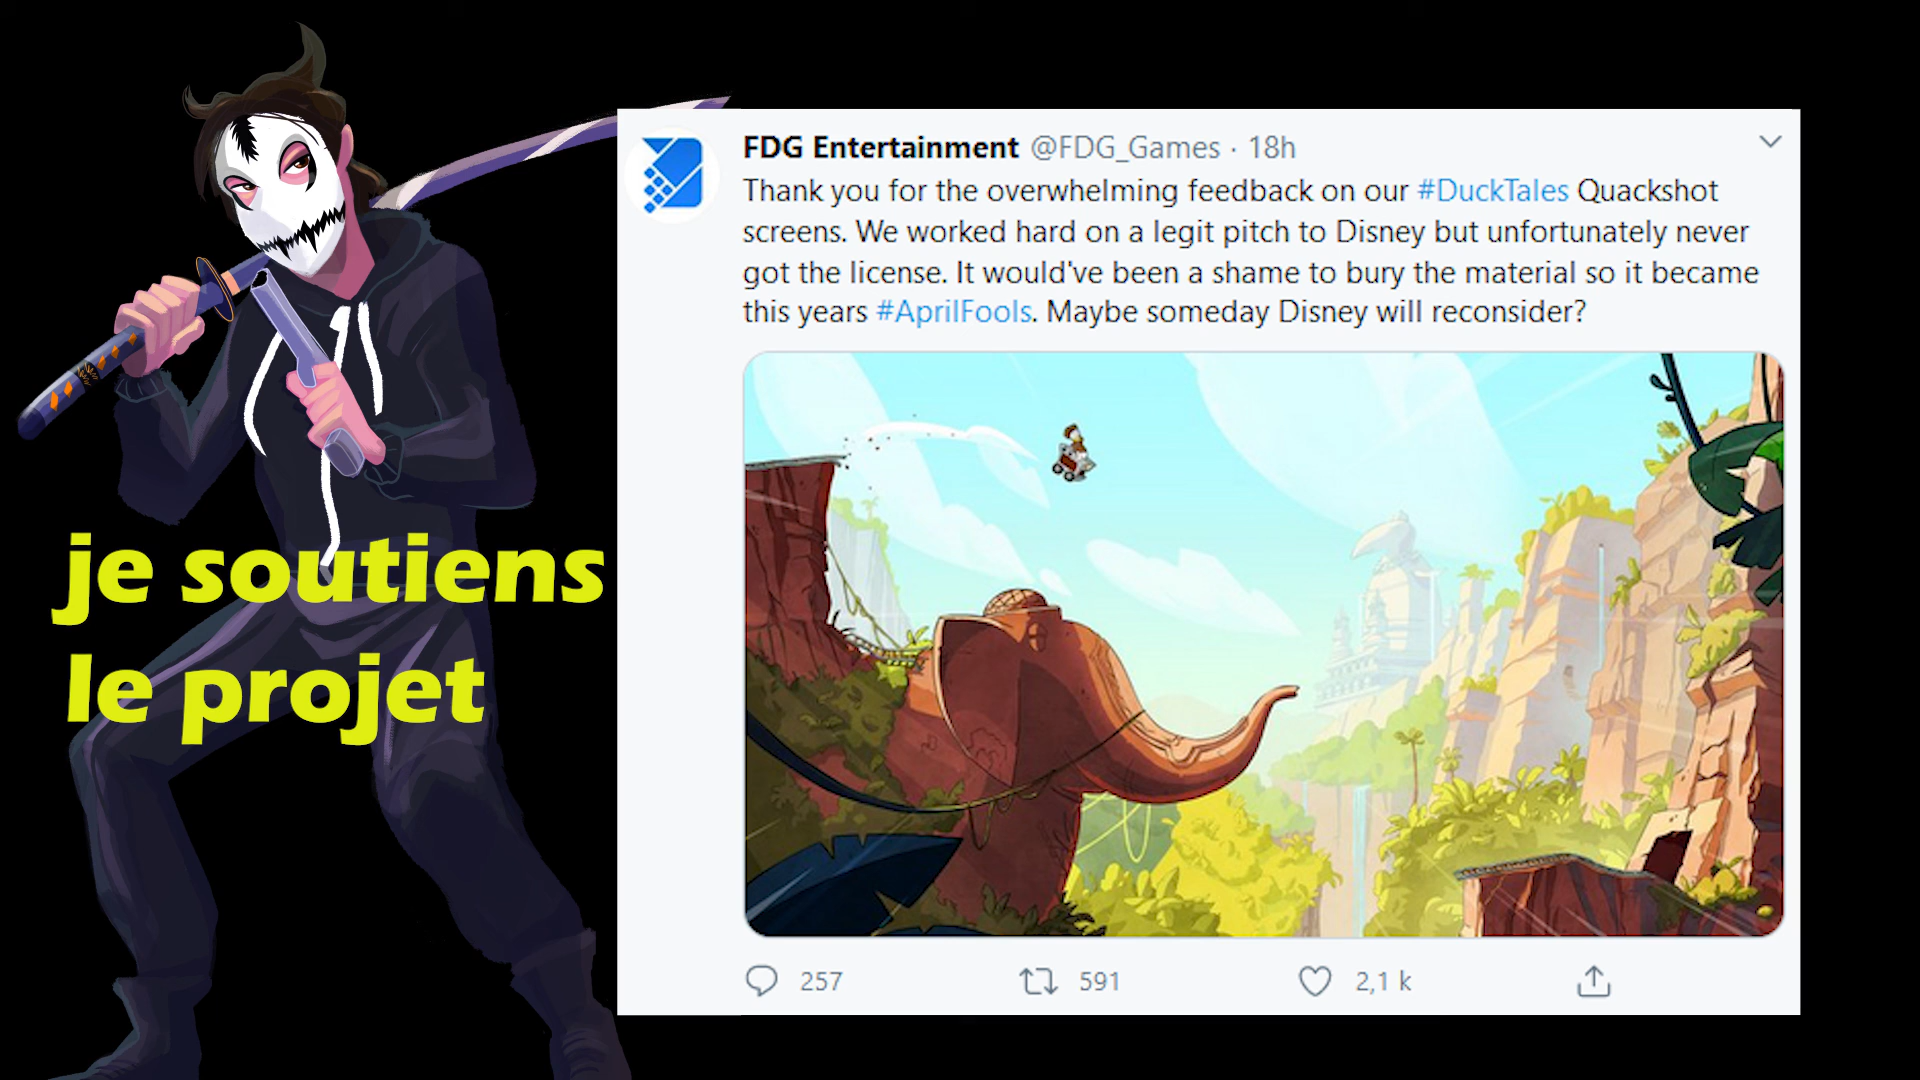 je soutiens
le projet
FDG Entertainment @FDG_Games · 18h
Thank you for the overwhelming feedback on our #DuckTales Quackshot
screens. We worked hard on a legit pitch to Disney but unfortunately never
got the license. It would've been a shame to bury the material so it became
this years #AprilFools. Maybe someday Disney will reconsider?
257 591 2,1 k